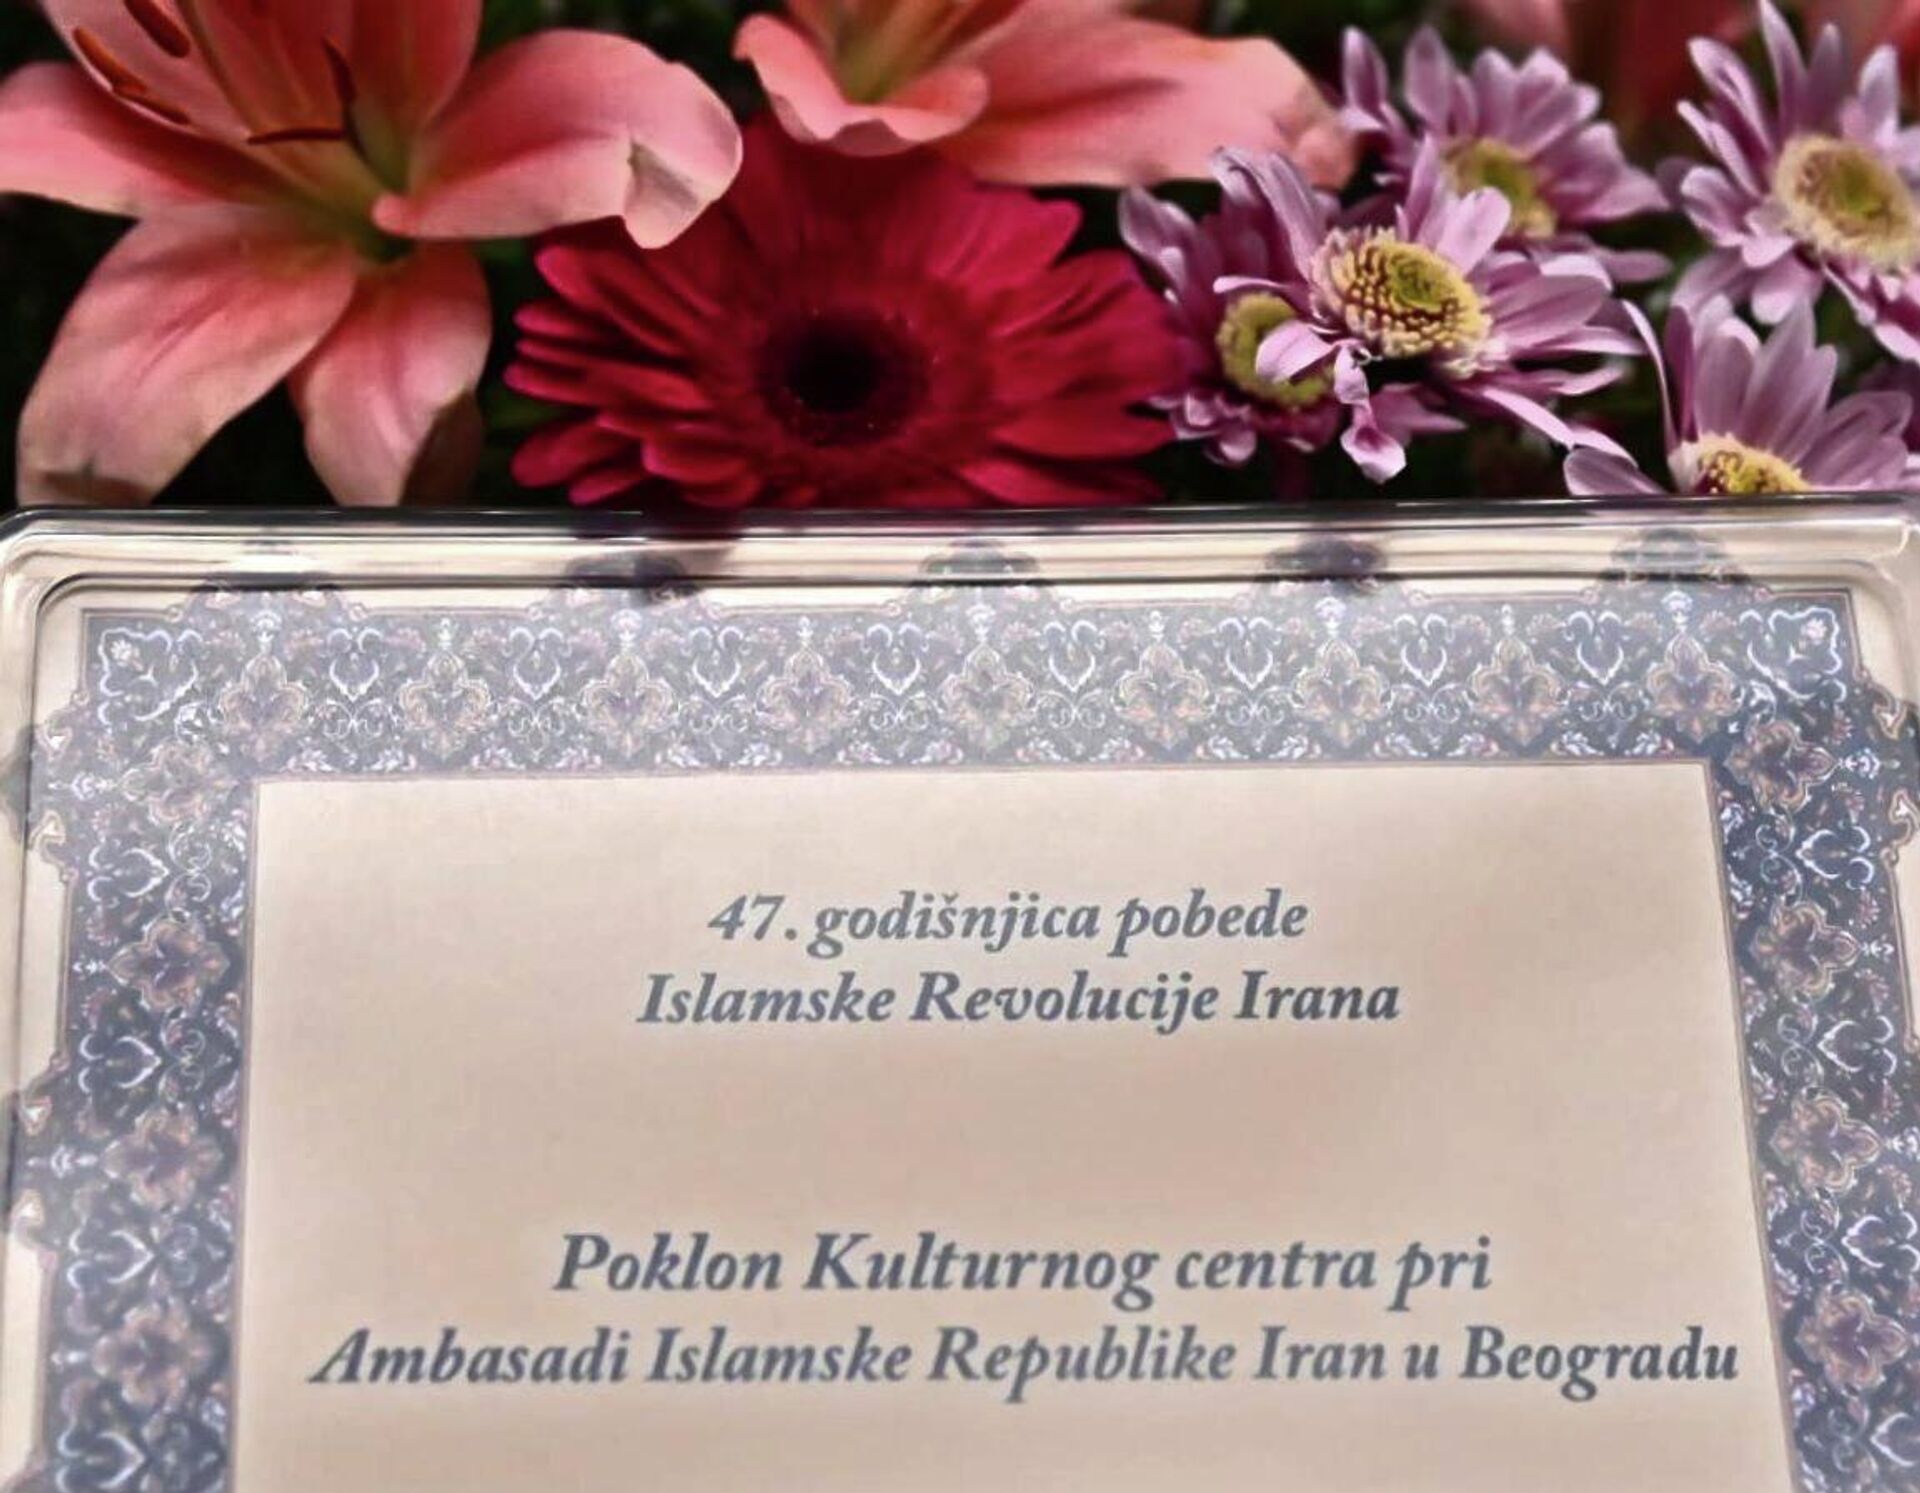 47. godišnjica pobede
Islamske Revolucije Irana
Poklon Kulturnog centra pri
Ambasadi Islamske Republike Iran u Beogradu